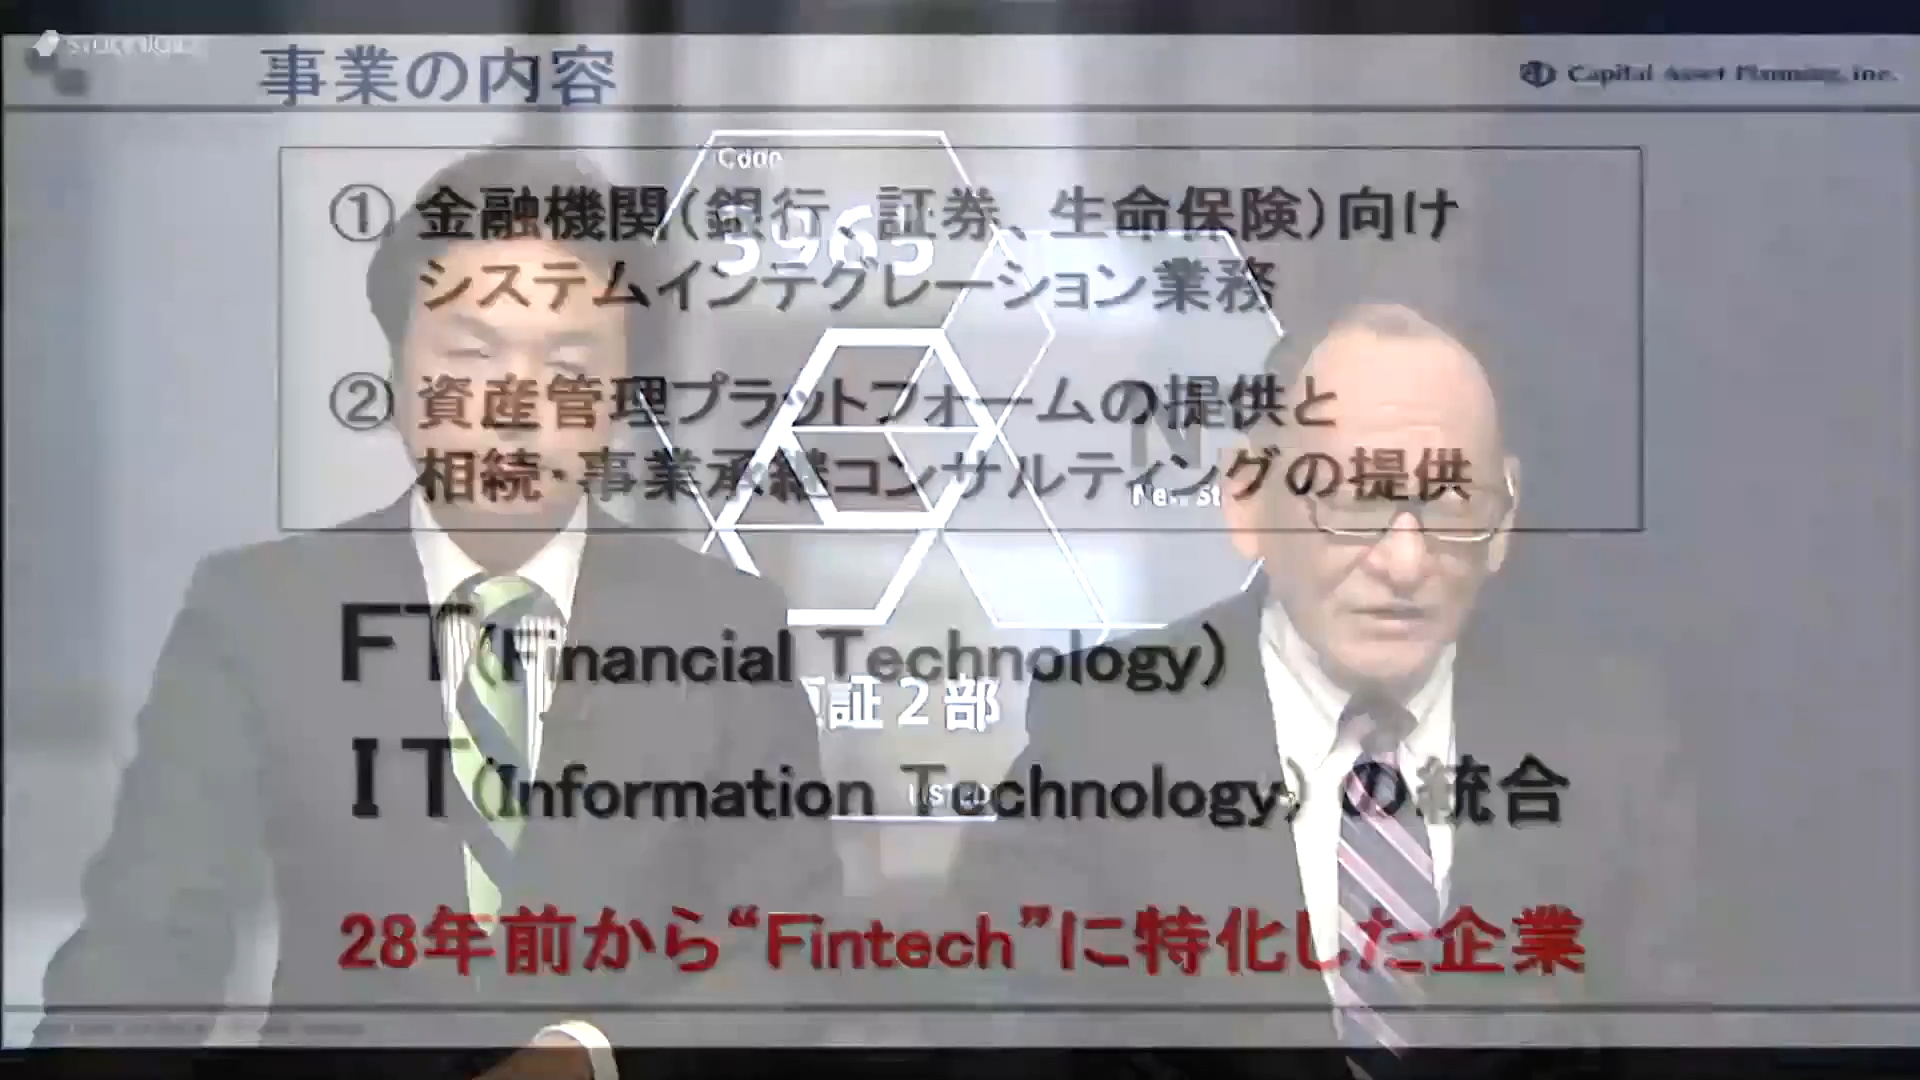 事業の内容
Capital Asset Planning, Inc.
Code
3965
① 金融機関（銀行、証券、生命保険）向け
システムインテグレーション業務
② 資産管理プラットフォームの提供と
相続・事業承継コンサルティングの提供
FT(Financial Technology)
証２部
IT(Information Technology)の統合
28年前から“Fintech”に特化した企業